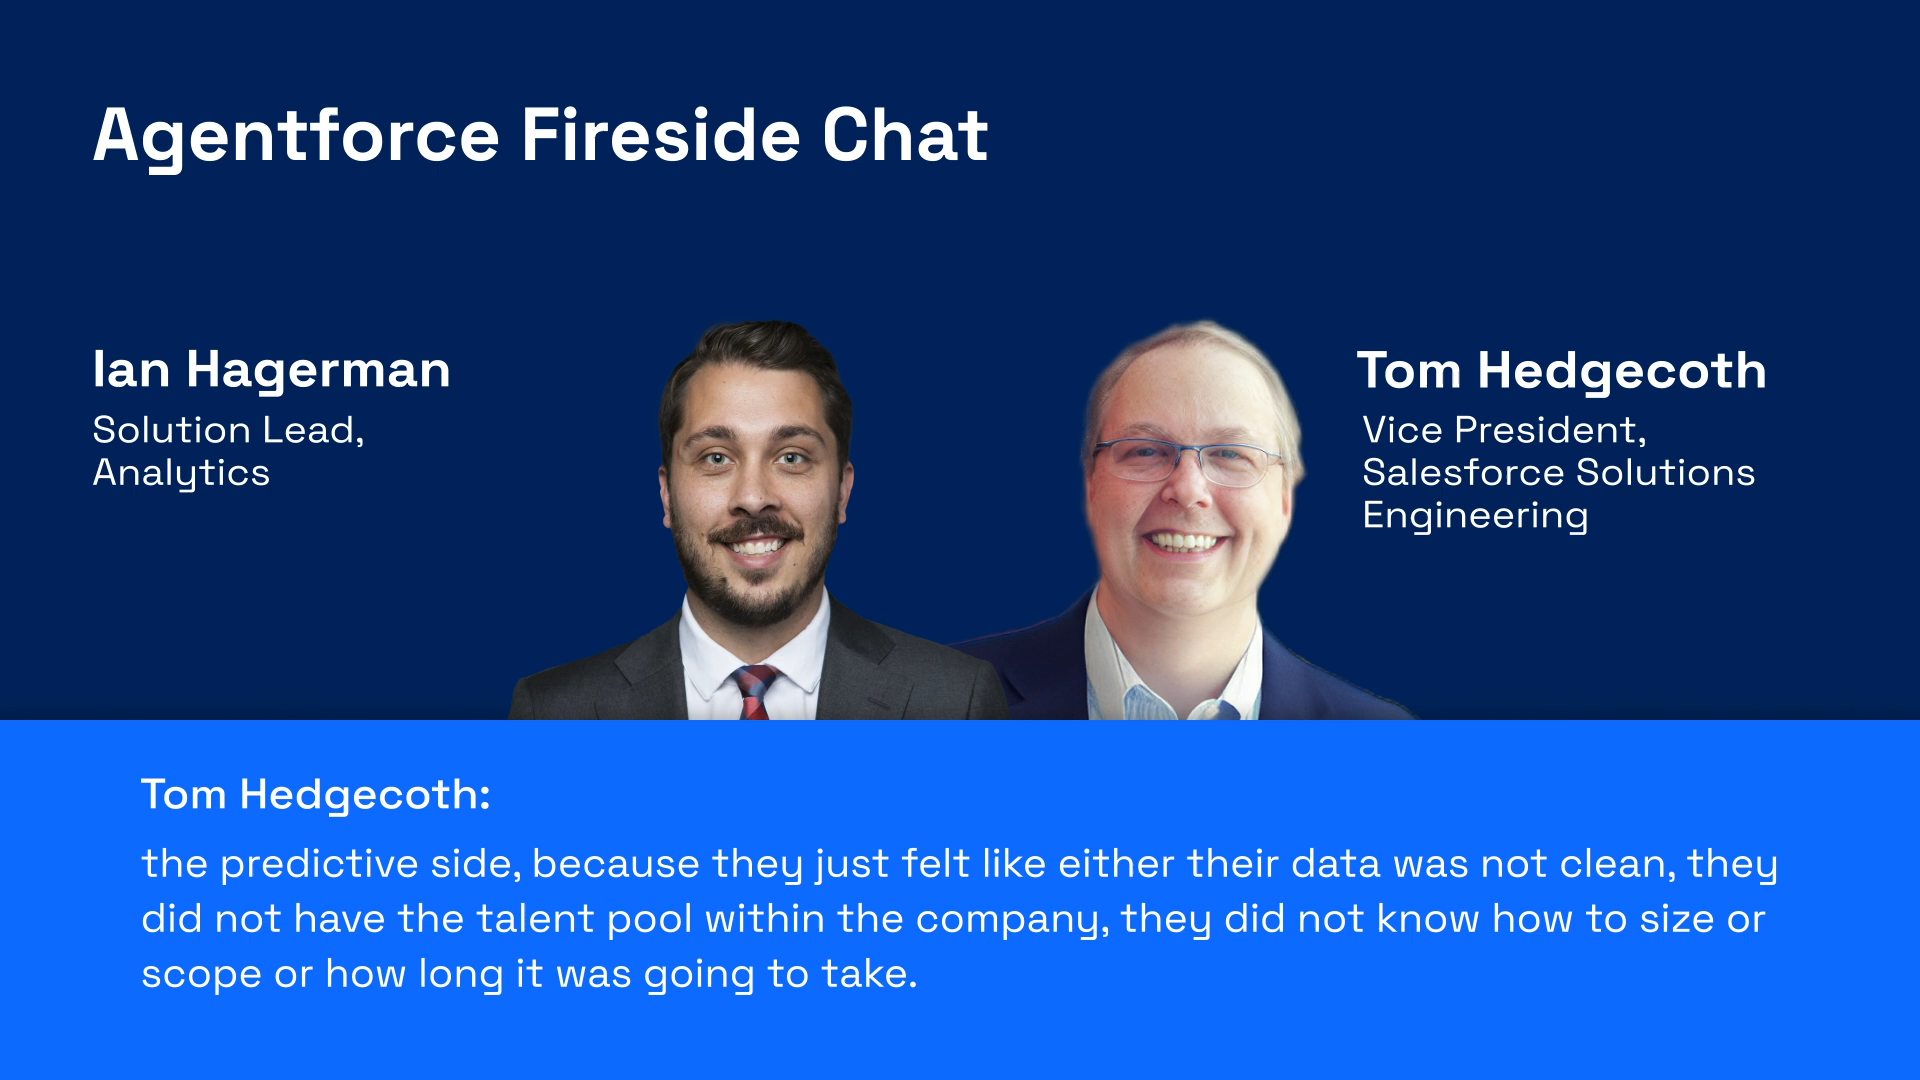 Agentforce Fireside Chat
Ian Hagerman
Solution Lead,
Analytics
Tom Hedgecoth
Vice President,
Salesforce Solutions
Engineering
Tom Hedgecoth:
the predictive side, because they just felt like either their data was not clean, they
did not have the talent pool within the company, they did not know how to size or
scope or how long it was going to take.